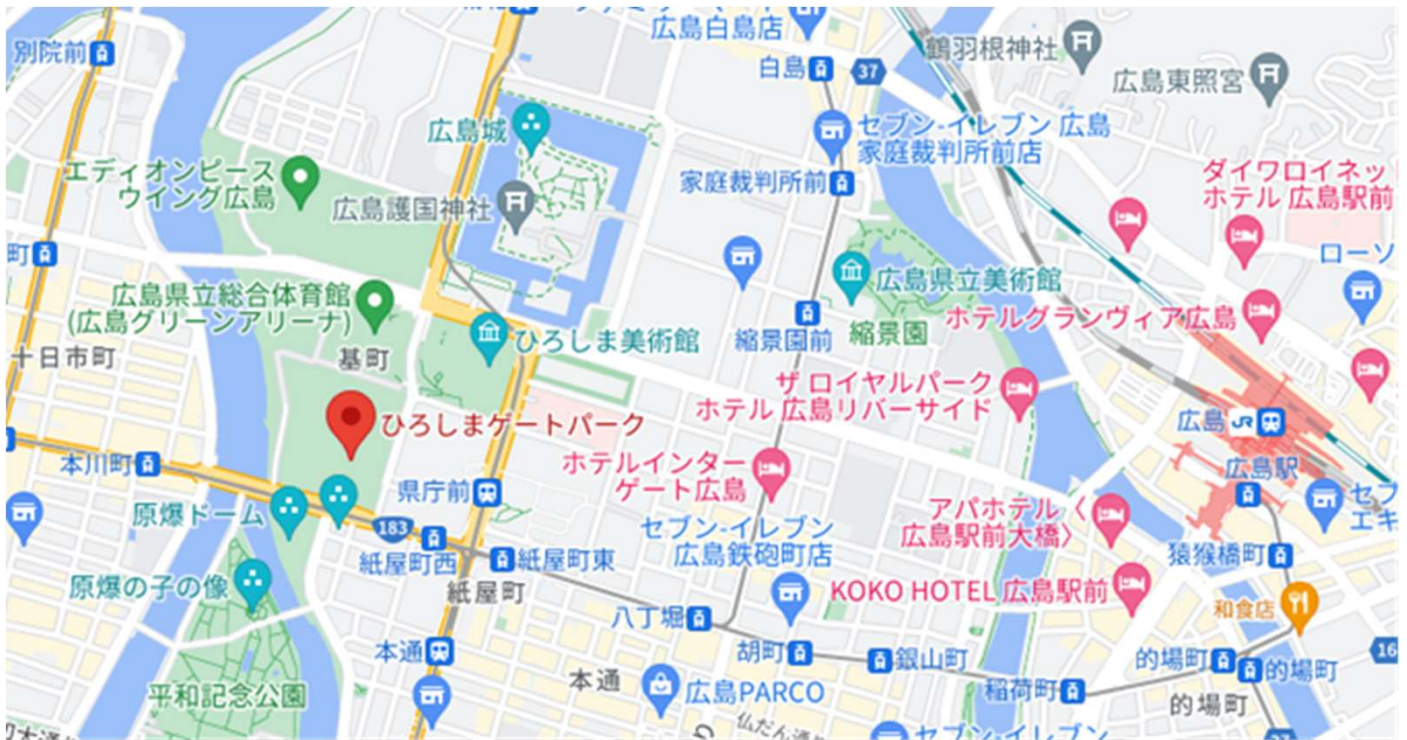 広島白島店
別院前
白島
37
鶴羽根神社
広島東照宮
広島城
セブン-イレブン 広島
家庭裁判所前店
エディオンピース
ウイング広島
広島護国神社
家庭裁判所前
ダイワロイネッ
ホテル 広島駅前
町
ローソ
広島県立美術館
広島県立総合体育館
(広島グリーンアリーナ)
ホテルグランヴィア広島
十日市町
基町
ひろしま美術館
縮景園前
縮景園
ザ ロイヤルパーク
ホテル 広島リバーサイド
ひろしまゲートパーク
広島
JR
本川町
ホテルインター
ゲート広島
県庁前
広島駅
原爆ドーム
183
セブン-イレブン
広島鉄砲町店
アパホテル〈
広島駅前大橋〉
セブ
エキ
紙屋町西
紙屋町東
猿猴橋町
原爆の子の像
紙屋町
KOKO HOTEL 広島駅前
和食店
八丁堀
本通
胡町
銀山町
的場町
的場町
16
平和記念公園
本通
広島PARCO
稲荷町
的場町
セブン-イレブン
37